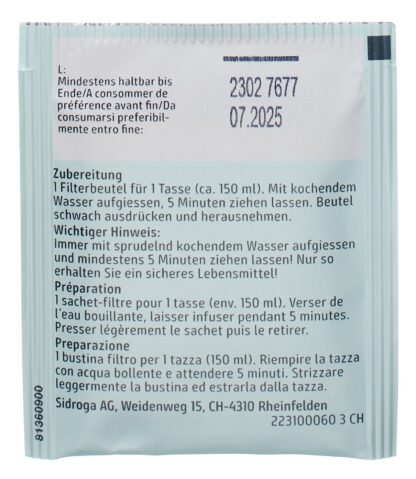 L:
2302 7677
Mindestens haltbar bis
Ende/A consommer de
préférence avant fin/Da
consumarsi preferibil-
mente entro fine:
07.2025
Zubereitung
1 Filterbeutel für 1 Tasse (ca. 150 ml). Mit kochendem
Wasser aufgiessen, 5 Minuten ziehen lassen. Beutel
schwach ausdrücken und herausnehmen.
Wichtiger Hinweis:
Immer mit sprudelnd kochendem Wasser aufgiessen
und mindestens 5 Minuten ziehen lassen! Nur so
erhalten Sie ein sicheres Lebensmittel!
Préparation
1 sachet-filtre pour 1 tasse (env. 150 ml). Verser de
l'eau bouillante, laisser infuser pendant 5 minutes.
Presser légèrement le sachet puis le retirer.
Preparazione
1 bustina filtro per 1 tazza (150 ml). Riempire la tazza
con acqua bollente e attendere 5 minuti. Strizzare
leggermente la bustina ed estrarla dalla tazza.
Sidroga AG, Weidenweg 15, CH-4310 Rheinfelden
223100060 3 CH
81360900